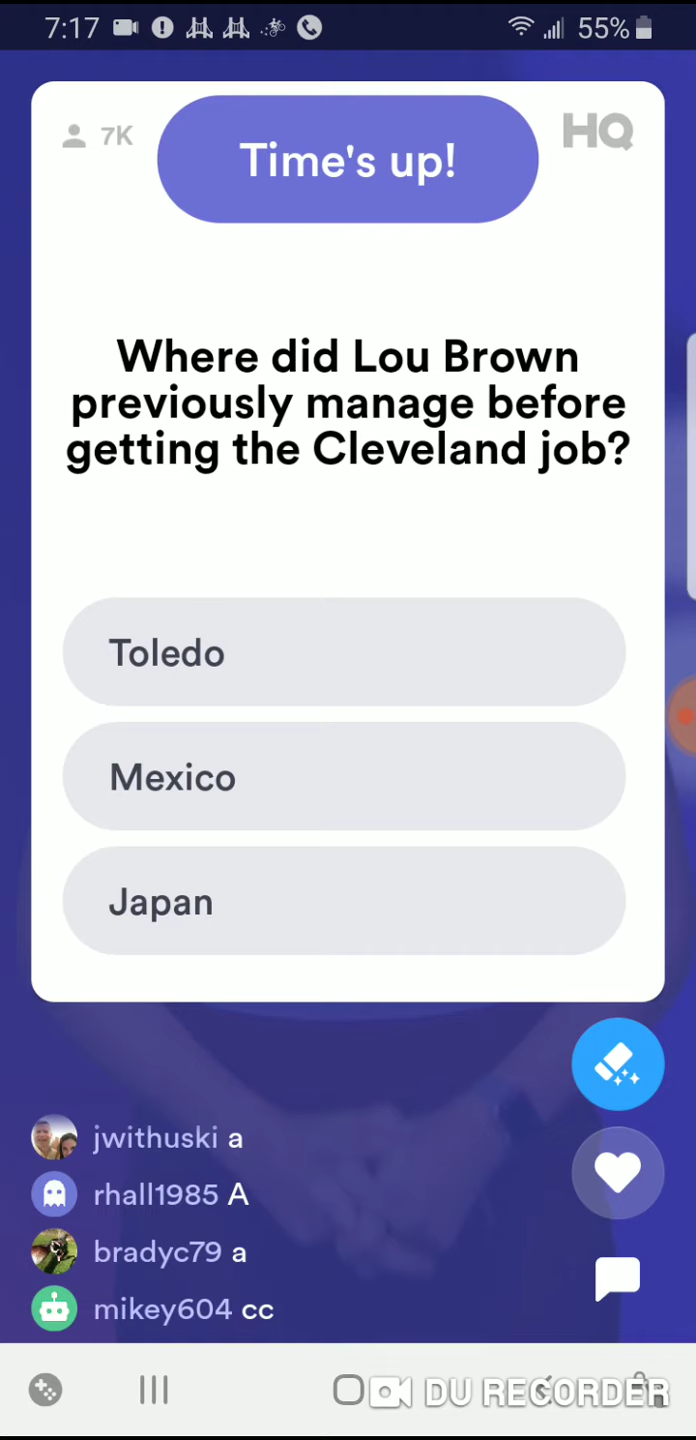 7:17
55%
7K
Time's up!
HQ
Where did Lou Brown
previously manage before
getting the Cleveland job?
Toledo
Mexico
Japan
jwithuski a
rhall1985 A
bradyc79 a
mikey604 cc
DU RECORDER